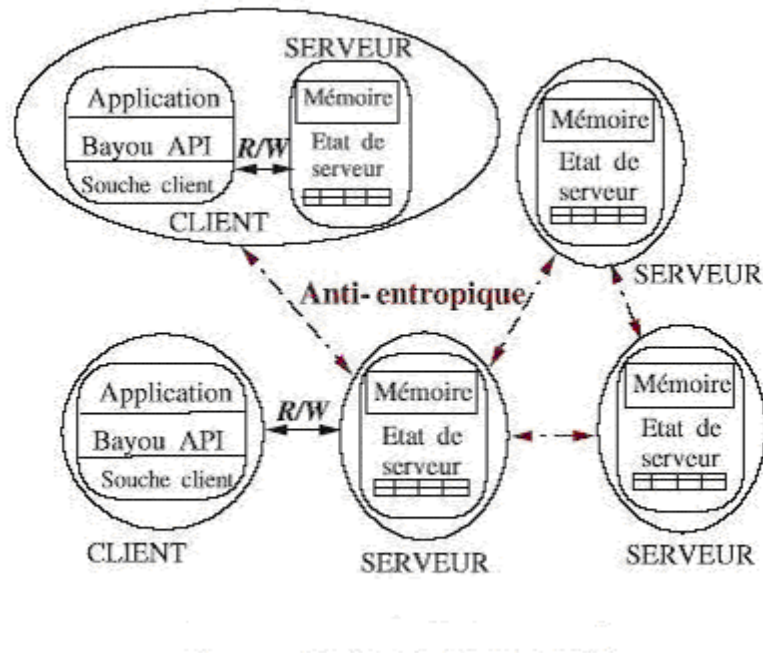 SERVEUR
Application
Bayou API
Souche client
R/W
Mémoire
Etat de
serveur
CLIENT
Mémoire
Etat de
serveur
SERVEUR
Anti- entropique
Application
Bayou API
Souche client
CLIENT
R/W
Mémoire
Etat de
serveur
SERVEUR
Mémoire
Etat de
serveur
SERVEUR